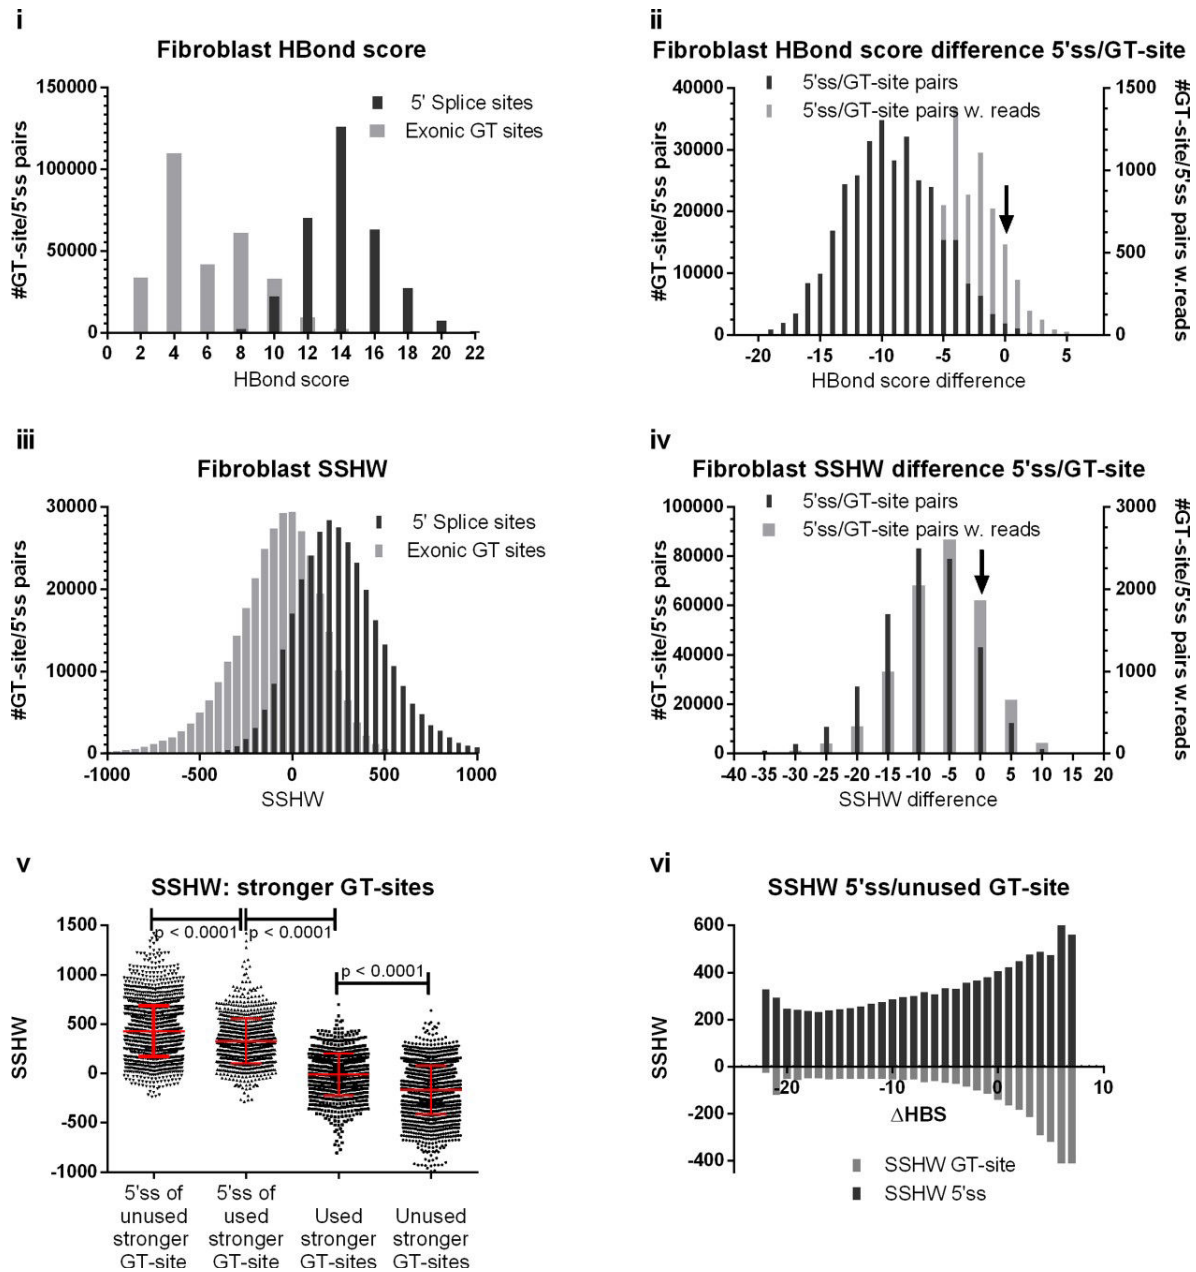 i
Fibroblast HBond score
150000
100000
50000
0
#GT-site/5'ss pairs
5' Splice sites
Exonic GT sites
0 2 4 6 8 10 12 14 16 18 20 22
HBond score
ii
Fibroblast HBond score difference 5'ss/GT-site
5'ss/GT-site pairs
5'ss/GT-site pairs w. reads
40000
30000
20000
10000
0
#GT-site/5'ss pairs
1500
1000
500
0
#GT-site/5'ss pairs w.reads
-20 -15 -10 -5 0 5
HBond score difference
iii
Fibroblast SSHW
30000
20000
10000
0
#GT-site/5'ss pairs
5' Splice sites
Exonic GT sites
-1000 -500 0 500 1000
SSHW
iv
Fibroblast SSHW difference 5'ss/GT-site
5'ss/GT-site pairs
5'ss/GT-site pairs w. reads
100000
80000
60000
40000
20000
0
#GT-site/5'ss pairs
3000
2000
1000
0
#GT-site/5'ss pairs w.reads
-40 -35 -30 -25 -20 -15 -10 -5 0 5 10 15 20
SSHW difference
v
SSHW: stronger GT-sites
1500
1000
500
0
-500
-1000
SSHW
p < 0.0001
p < 0.0001
p < 0.0001
5'ss of
unused
stronger
GT-site
5'ss of
used
stronger
GT-site
Used
stronger
GT-sites
Unused
stronger
GT-sites
vi
SSHW 5'ss/unused GT-site
600
400
200
0
-200
-400
SSHW
-20 -10 0 10
ΔHBS
SSHW GT-site
SSHW 5'ss